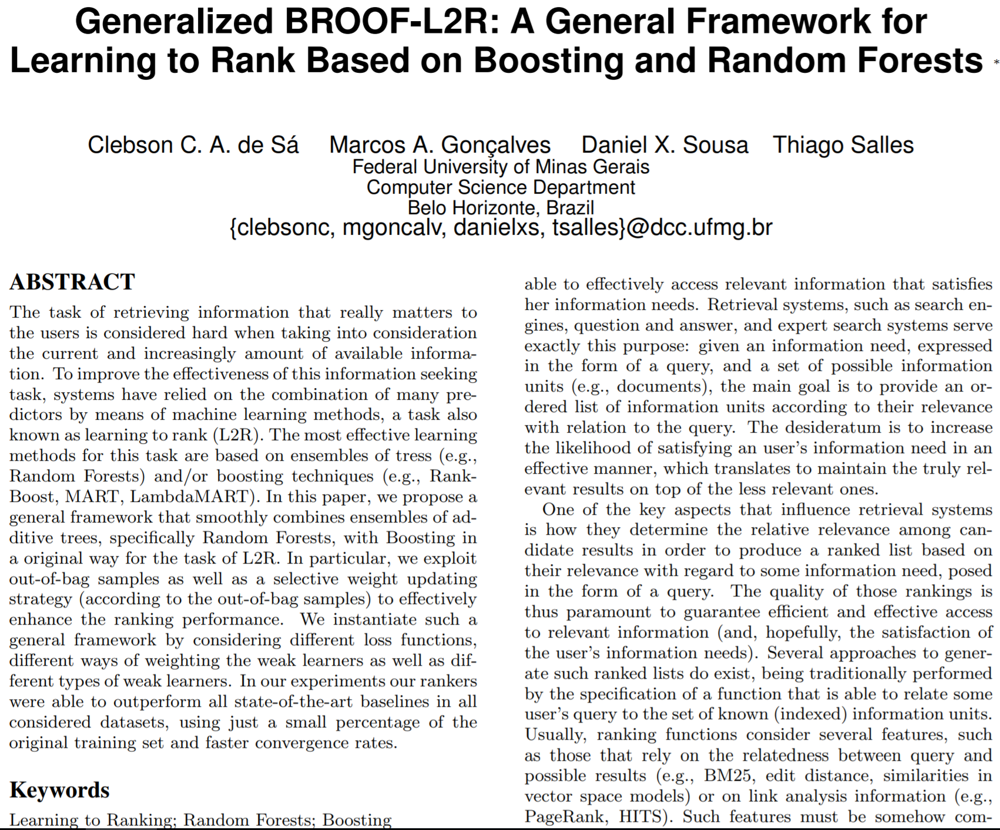 Generalized BROOF-L2R: A General Framework for
Learning to Rank Based on Boosting and Random Forests *
Clebson C. A. de Sá Marcos A. Gonçalves Daniel X. Sousa Thiago Salles
Federal University of Minas Gerais
Computer Science Department
Belo Horizonte, Brazil
{clebsonc, mgoncalv, danielxs, tsalles}@dcc.ufmg.br
ABSTRACT
The task of retrieving information that really matters to
the users is considered hard when taking into consideration
the current and increasingly amount of available informa-
tion. To improve the effectiveness of this information seeking
task, systems have relied on the combination of many pre-
dictors by means of machine learning methods, a task also
known as learning to rank (L2R). The most effective learning
methods for this task are based on ensembles of tress (e.g.,
Random Forests) and/or boosting techniques (e.g., Rank-
Boost, MART, LambdaMART). In this paper, we propose a
general framework that smoothly combines ensembles of ad-
ditive trees, specifically Random Forests, with Boosting in
a original way for the task of L2R. In particular, we exploit
out-of-bag samples as well as a selective weight updating
strategy (according to the out-of-bag samples) to effectively
enhance the ranking performance. We instantiate such a
general framework by considering different loss functions,
different ways of weighting the weak learners as well as dif-
ferent types of weak learners. In our experiments our rankers
were able to outperform all state-of-the-art baselines in all
considered datasets, using just a small percentage of the
original training set and faster convergence rates.
Keywords
Learning to Ranking; Random Forests; Boosting
able to effectively access relevant information that satisfies
her information needs. Retrieval systems, such as search en-
gines, question and answer, and expert search systems serve
exactly this purpose: given an information need, expressed
in the form of a query, and a set of possible information
units (e.g., documents), the main goal is to provide an or-
dered list of information units according to their relevance
with relation to the query. The desideratum is to increase
the likelihood of satisfying an user's information need in an
effective manner, which translates to maintain the truly rel-
evant results on top of the less relevant ones.
One of the key aspects that influence retrieval systems
is how they determine the relative relevance among can-
didate results in order to produce a ranked list based on
their relevance with regard to some information need, posed
in the form of a query. The quality of those rankings is
thus paramount to guarantee efficient and effective access
to relevant information (and, hopefully, the satisfaction of
the user's information needs). Several approaches to gener-
ate such ranked lists do exist, being traditionally performed
by the specification of a function that is able to relate some
user's query to the set of known (indexed) information units.
Usually, ranking functions consider several features, such
as those that rely on the relatedness between query and
possible results (e.g., BM25, edit distance, similarities in
vector space models) or on link analysis information (e.g.,
PageRank, HITS). Such features must be somehow com-